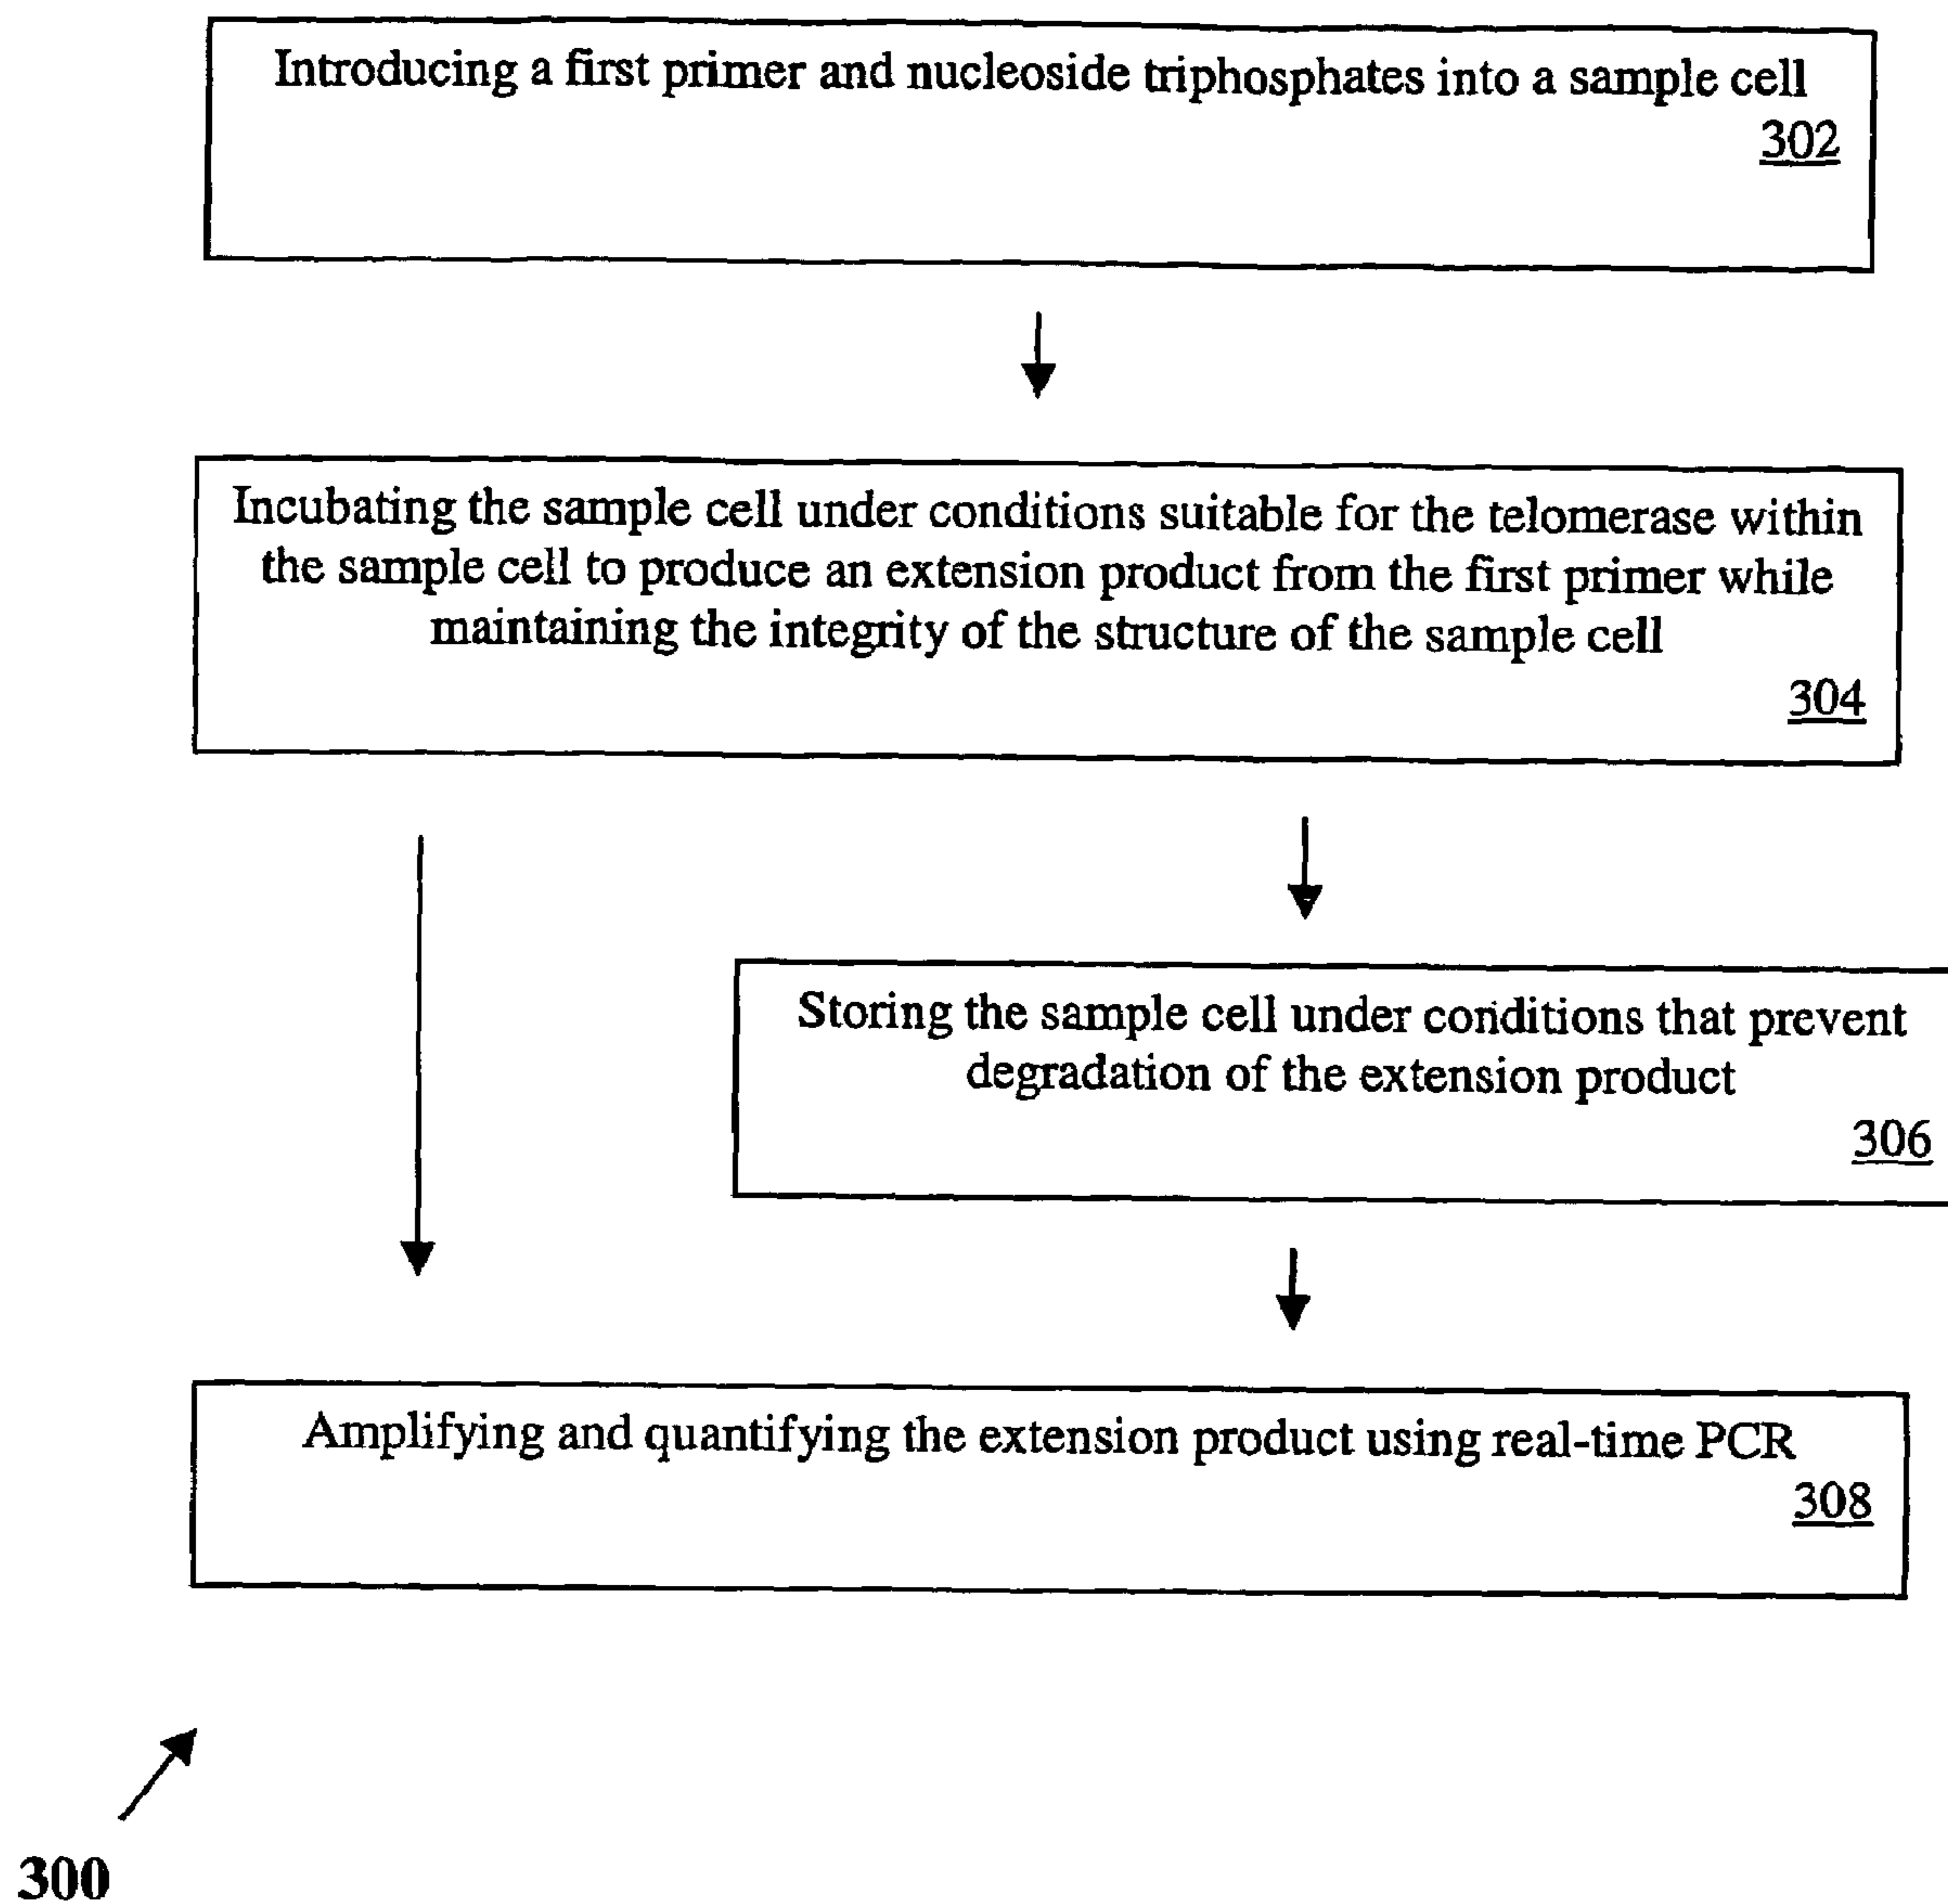 Introducing a first primer and nucleoside triphosphates into a sample cell
302
Incubating the sample cell under conditions suitable for the telomerase within
the sample cell to produce an extension product from the first primer while
maintaining the integrity of the structure of the sample cell
304
Storing the sample cell under conditions that prevent
degradation of the extension product
306
Amplifying and quantifying the extension product using real-time PCR
308
300